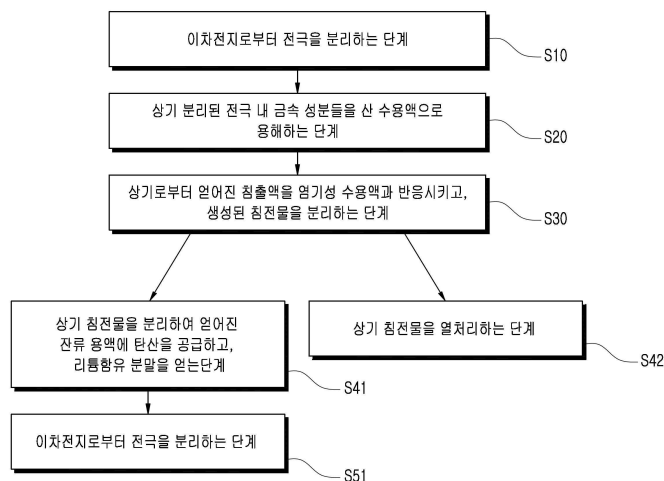 이차전지로부터 전극을 분리하는 단계
S10
상기 분리된 전극 내 금속 성분들을 산 수용액으로
용해하는 단계
S20
상기로부터 얻어진 침출액을 염기성 수용액과 반응시키고,
생성된 침전물을 분리하는 단계
S30
상기 침전물을 분리하여 얻어진
잔류 용액에 탄산을 공급하고,
리튬함유 분말을 얻는단계
S41
상기 침전물을 열처리하는 단계
S42
이차전지로부터 전극을 분리하는 단계
S51